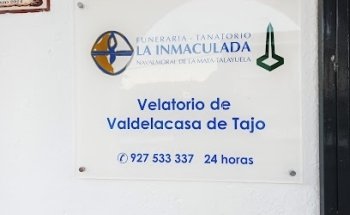 FUNERARIA - TANATORIO
LA INMACULADA
NAVALMORAL DE LA MATA-TALAYUELA
Velatorio de
Valdelacasa de Tajo
✆ 927 533 337 24 horas